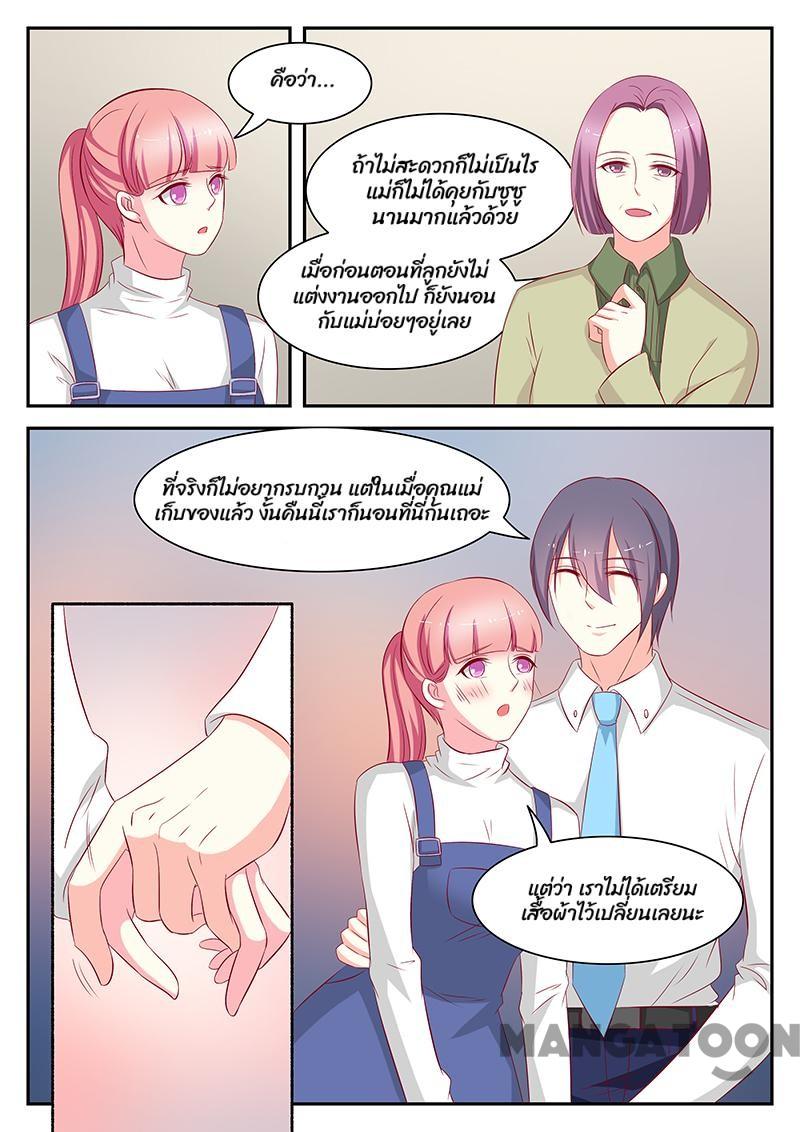 คือว่า...
ถ้าไม่สะดวกก็ไม่เป็นไร
แม่ก็ไม่ได้คุยกับซูซู
นานมากแล้วด้วย
เมื่อก่อนตอนที่ลูกยังไม่
แต่งงานออกไป ก็ยังนอน
กับแม่บ่อยๆอยู่เลย
ที่จริงก็ไม่อยากรบกวน แต่ในเมื่อคุณแม่
เก็บของแล้ว งั้นคืนนี้เราก็นอนที่นี่กันเถอะ
แต่ว่า เราไม่ได้เตรียม
เสื้อผ้าไว้เปลี่ยนเลยนะ
MANGATOON